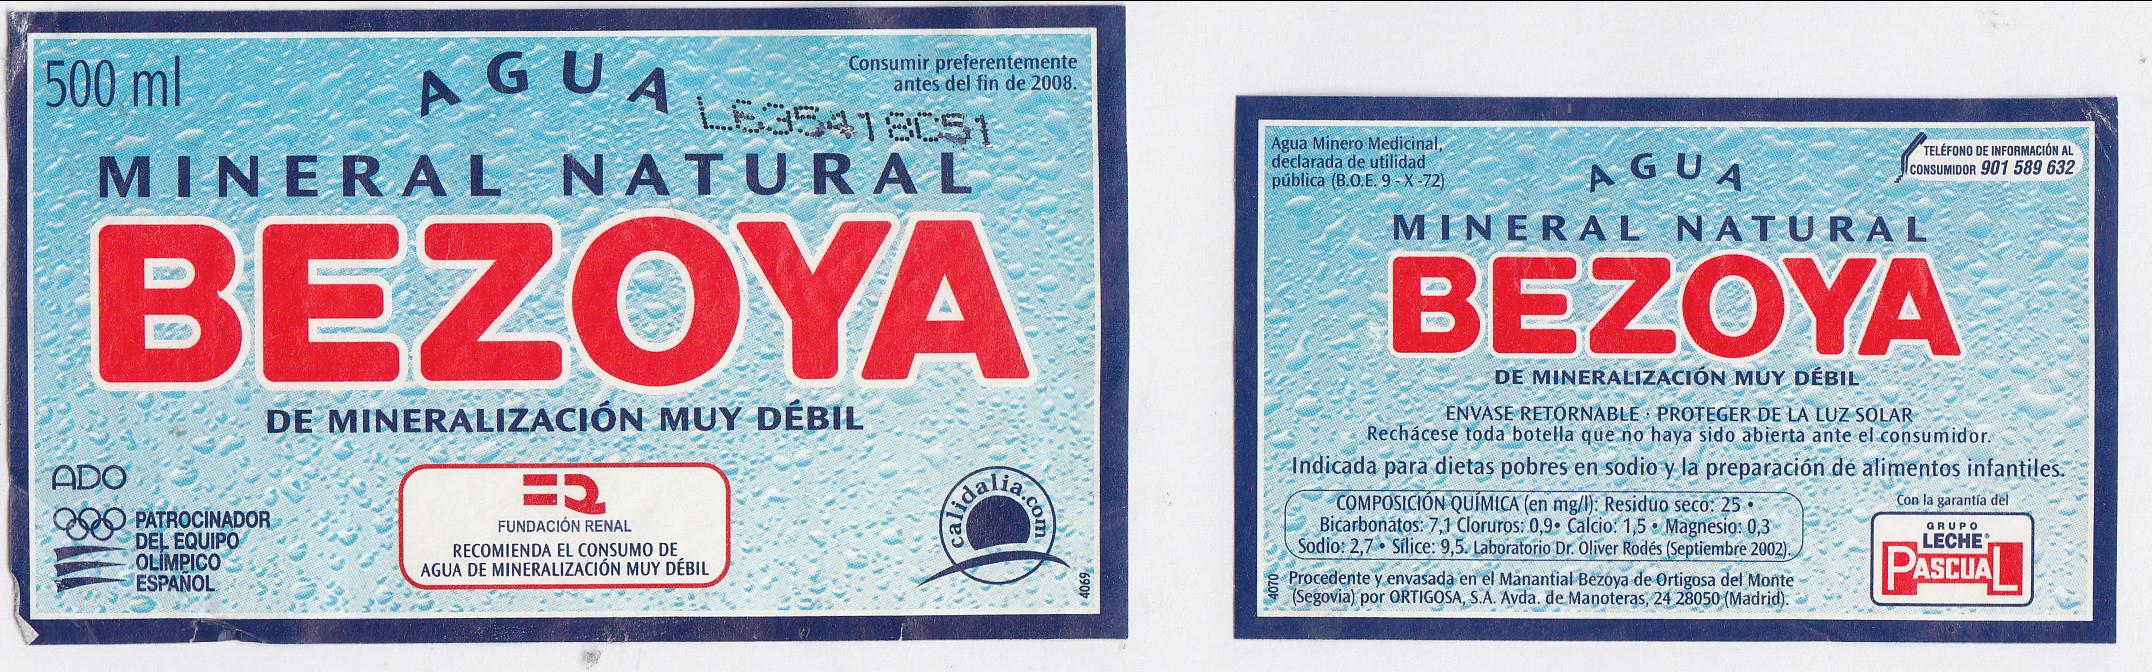 500 ml
AGUA
Consumir preferentemente
antes del fin de 2008.
MINERAL NATURAL
BEZOYA
DE MINERALIZACIÓN MUY DÉBIL
ADO
PATROCINADOR
DEL EQUIPO
OLÍMPICO
ESPAÑOL
FUNDACIÓN RENAL
RECOMIENDA EL CONSUMO DE
AGUA DE MINERALIZACIÓN MUY DÉBIL
calidalia.com
4069
Agua Minero Medicinal,
declarada de utilidad
pública (B.O.E. 9 - X -72)
AGUA
TELÉFONO DE INFORMACIÓN AL
CONSUMIDOR 901 589 632
MINERAL NATURAL
BEZOYA
DE MINERALIZACIÓN MUY DÉBIL
ENVASE RETORNABLE · PROTEGER DE LA LUZ SOLAR
Rechácese toda botella que no haya sido abierta ante el consumidor.
Indicada para dietas pobres en sodio y la preparación de alimentos infantiles.
COMPOSICIÓN QUÍMICA (en mg/l): Residuo seco: 25 •
Bicarbonatos: 7,1 Cloruros: 0,9• Calcio: 1,5 • Magnesio: 0,3
Sodio: 2,7 • Sílice: 9,5. Laboratorio Dr. Oliver Rodés (Septiembre 2002).
Con la garantía del
GRUPO
LECHE®
PASCUAL
4070
Procedente y envasada en el Manantial Bezoya de Ortigosa del Monte
(Segovia) por ORTIGOSA, S.A. Avda. de Manoteras, 24 28050 (Madrid).